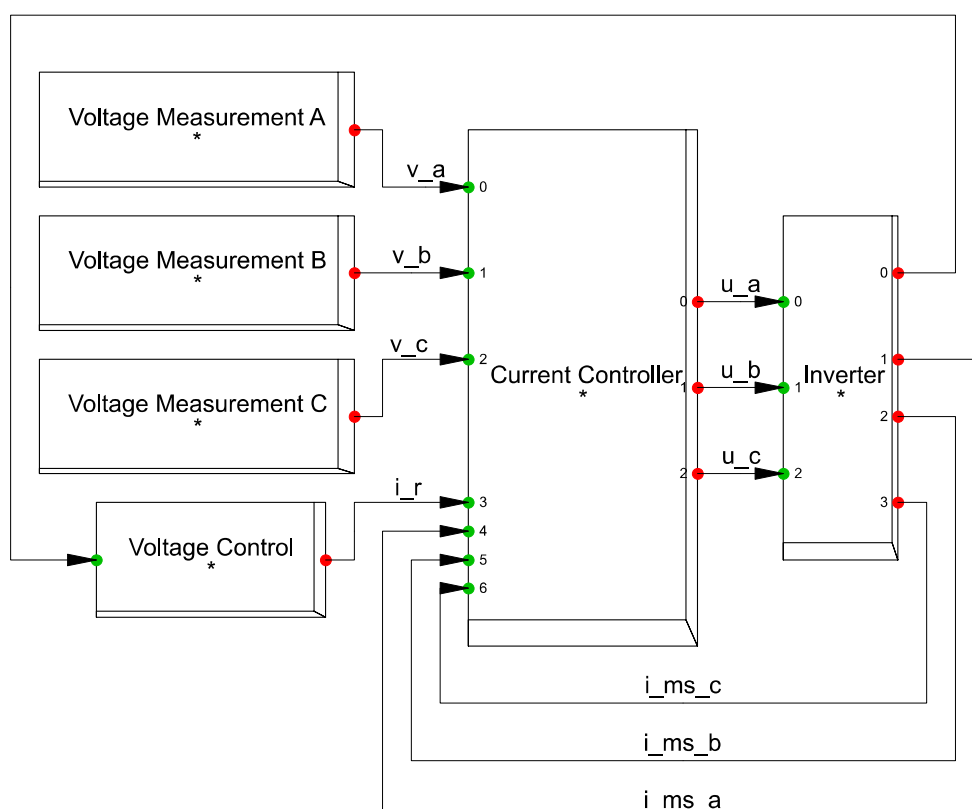 Voltage Measurement A
*
v_a
0
Voltage Measurement B
*
v_b
1
0
0
u_a
0
v_c
2
1
Current Controller
*
1
u_b
1
Inverter
*
Voltage Measurement C
*
2
2
u_c
2
i_r
3
3
4
Voltage Control
*
5
6
i_ms_c
i_ms_b
i_ms_a